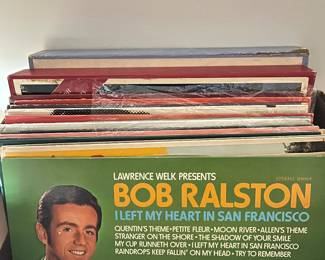 LAWRENCE WELK PRESENTS
BOB RALSTON
I LEFT MY HEART IN SAN FRANCISCO
QUENTIN'S THEME • PETITE FLEUR • MOON RIVER • ALLEN'S THEME
STRANGER ON THE SHORE • THE SHADOW OF YOUR SMILE
MY CUP RUNNETH OVER • I LEFT MY HEART IN SAN FRANCISCO
RAINDROPS KEEP FALLIN' ON MY HEAD • TRY TO REMEMBER